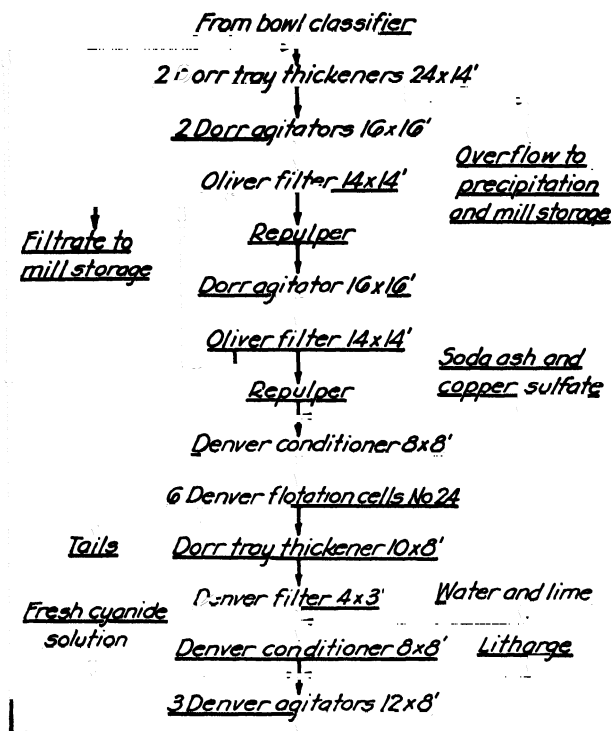 From bowl classifier
2 Dorr tray thickeners 24x14'
2 Dorr agitators 16x16'
Overflow to
precipitation
and mill storage
Oliver filter 14x14'
Filtrate to
mill storage
Repulper
Dorr agitator 16x16'
Oliver filter 14x14'
Soda ash and
copper sulfate
Repulper
Denver conditioner 8x8'
6 Denver flotation cells No 24
Tails
Dorr tray thickener 10x8'
Denver filter 4x3'
Water and lime
Fresh cyanide
solution
Denver conditioner 8x8'
Litharge
3 Denver agitators 12x8'